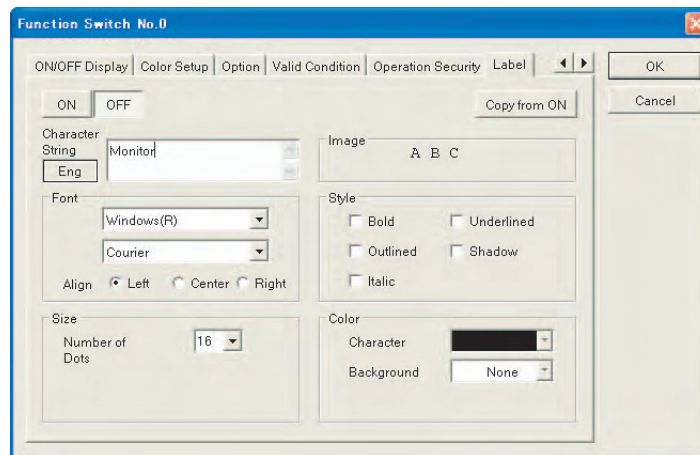 Function Switch No.0
ON/OFF Display Color Setup Option Valid Condition Operation Security Label
OK
Cancel
ON OFF Copy from ON
Character
String
Monitor
Eng
Image
A B C
Font
Windows(R)
Courier
Align Left Center Right
Style
Bold Underlined
Outlined Shadow
Italic
Size
Number of
Dots
16
Color
Character
Background None